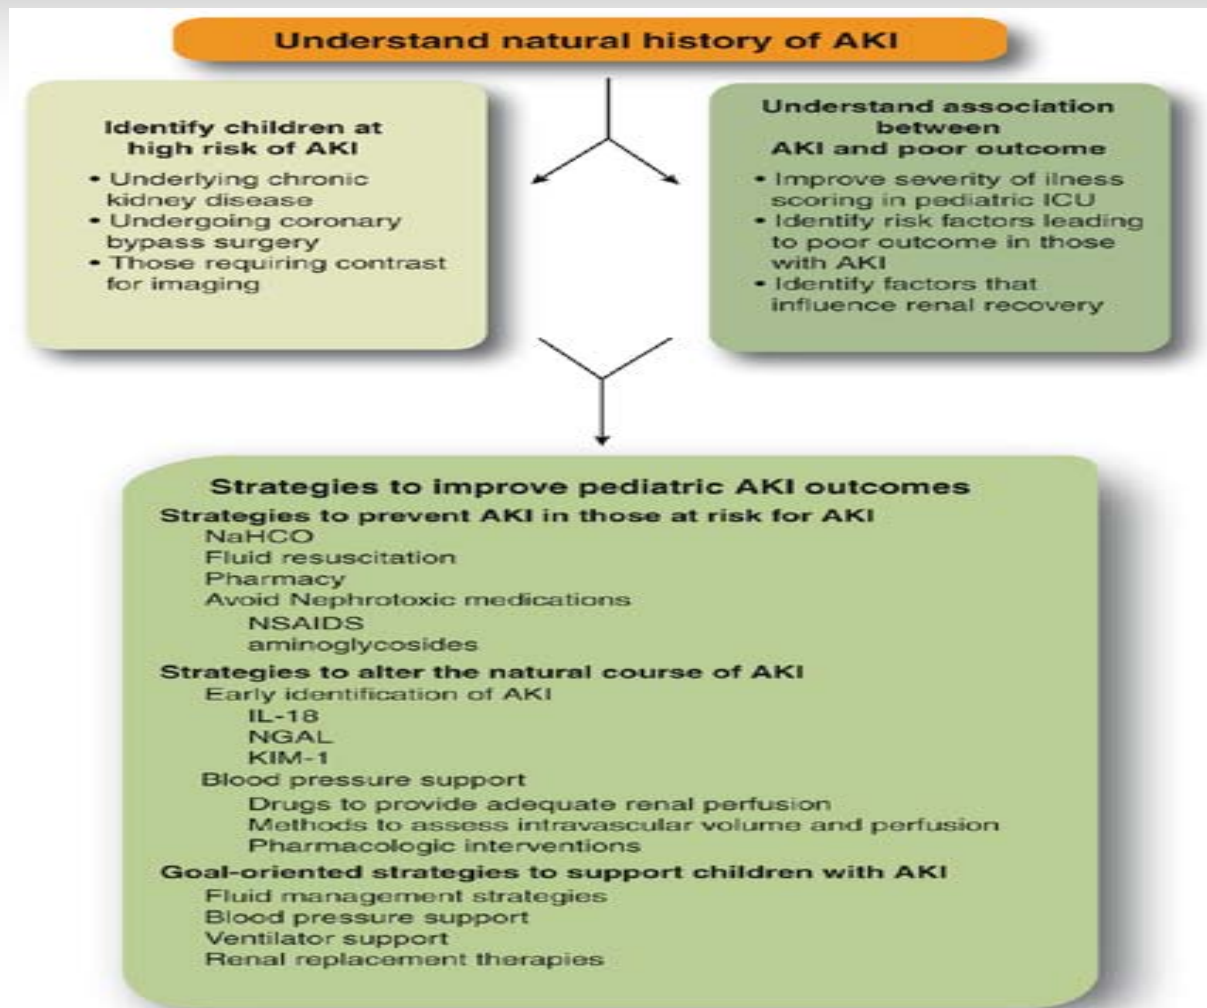 Understand natural history of AKI
Identify children at
high risk of AKI
• Underlying chronic
kidney disease
• Undergoing coronary
bypass surgery
• Those requiring contrast
for imaging
Understand association
between
AKI and poor outcome
• Improve severity of ilness
scoring in pediatric ICU
• Identify risk factors leading
to poor outcome in those
with AKI
• Identify factors that
influence renal recovery
Strategies to improve pediatric AKI outcomes
Strategies to prevent AKI in those at risk for AKI
NaHCO
Fluid resuscitation
Pharmacy
Avoid Nephrotoxic medications
NSAIDS
aminoglycosides
Strategies to alter the natural course of AKI
Early identification of AKI
IL-18
NGAL
KIM-1
Blood pressure support
Drugs to provide adequate renal perfusion
Methods to assess intravascular volume and perfusion
Pharmacologic interventions
Goal-oriented strategies to support children with AKI
Fluid management strategies
Blood pressure support
Ventilator support
Renal replacement therapies